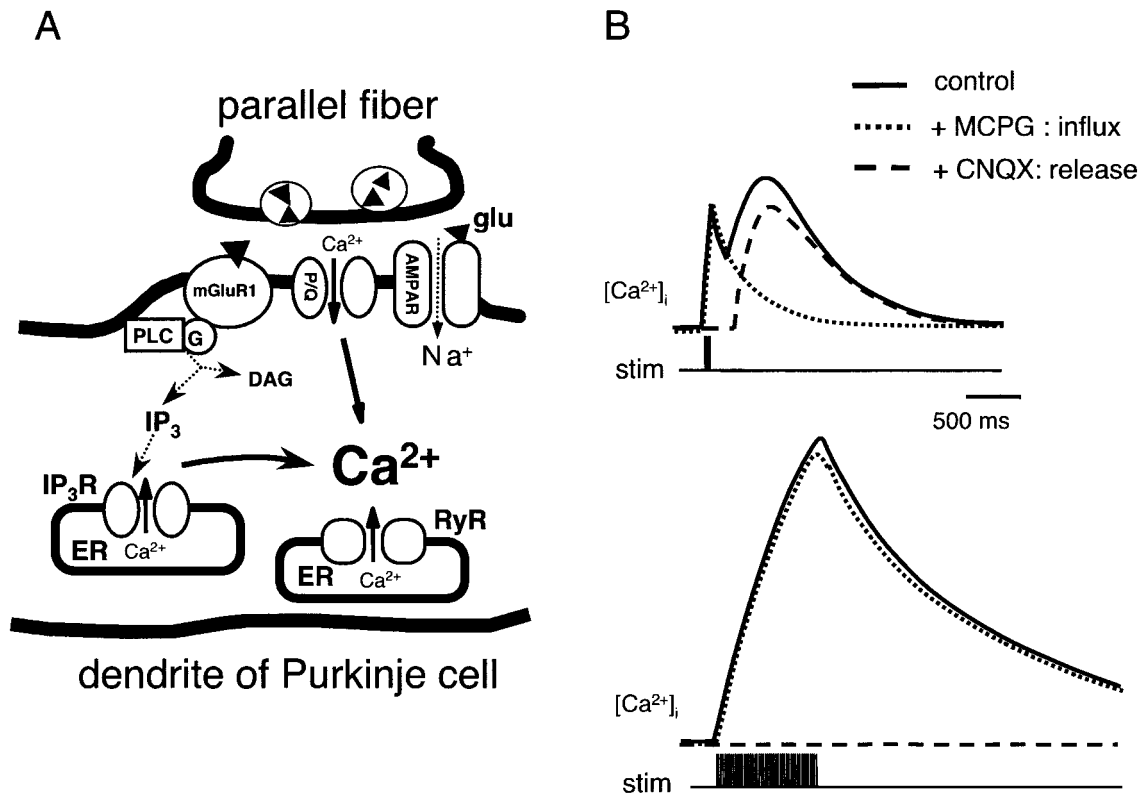 A
parallel fiber
glu
Ca²⁺
mGluR1
P/Q
AMPAR
PLC
G
Na⁺
DAG
IP₃
Ca²⁺
IP₃R
RyR
ER
Ca²⁺
ER
Ca²⁺
dendrite of Purkinje cell
B
control
+ MCPG : influx
+ CNQX: release
[Ca²⁺]ᵢ
stim
500 ms
[Ca²⁺]ᵢ
stim